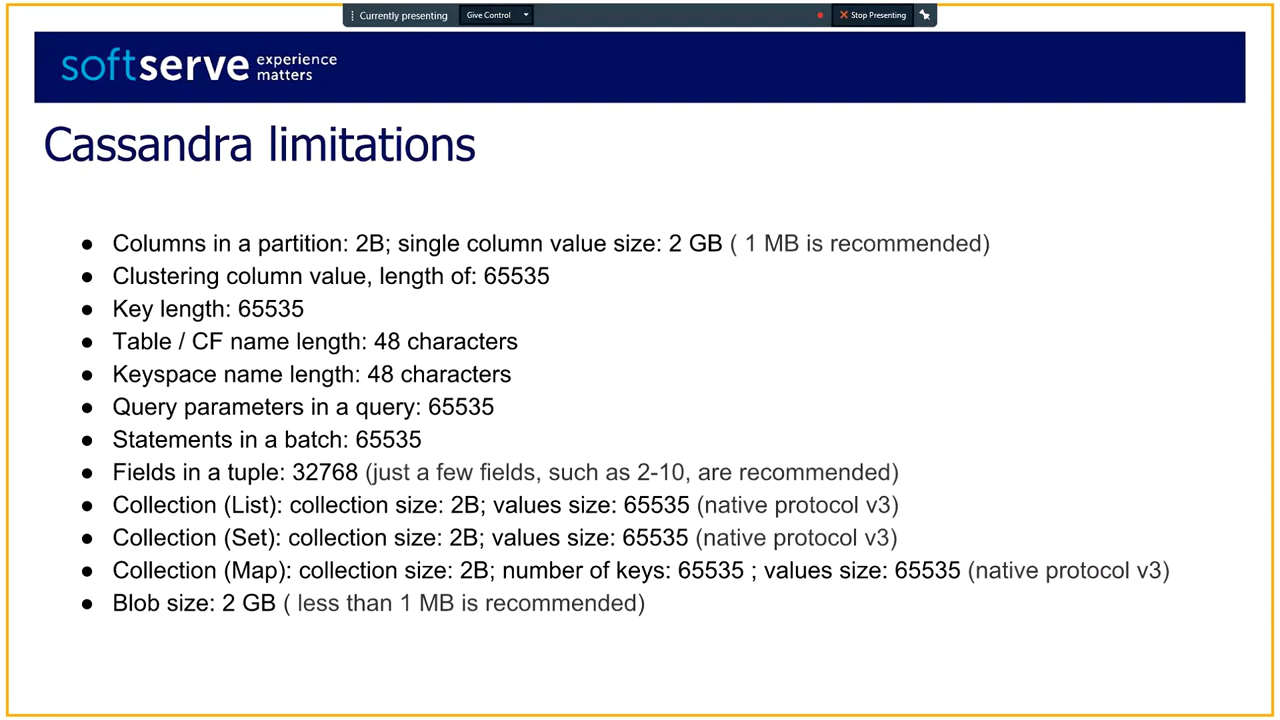 Currently presenting Give Control Stop Presenting
softserve experience matters
Cassandra limitations
● Columns in a partition: 2B; single column value size: 2 GB ( 1 MB is recommended)
● Clustering column value, length of: 65535
● Key length: 65535
● Table / CF name length: 48 characters
● Keyspace name length: 48 characters
● Query parameters in a query: 65535
● Statements in a batch: 65535
● Fields in a tuple: 32768 (just a few fields, such as 2-10, are recommended)
● Collection (List): collection size: 2B; values size: 65535 (native protocol v3)
● Collection (Set): collection size: 2B; values size: 65535 (native protocol v3)
● Collection (Map): collection size: 2B; number of keys: 65535 ; values size: 65535 (native protocol v3)
● Blob size: 2 GB ( less than 1 MB is recommended)